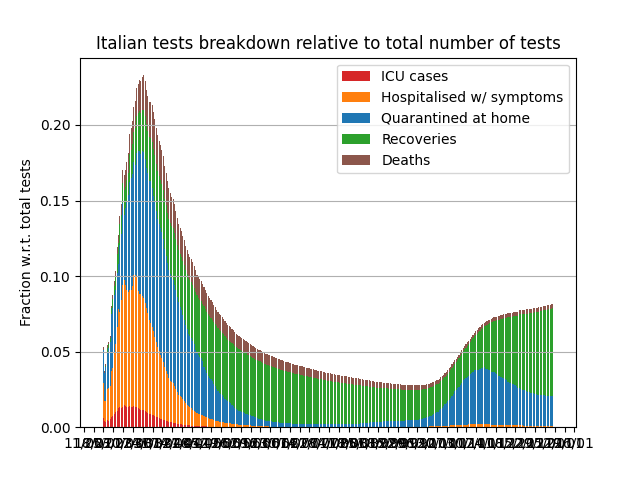 Italian tests breakdown relative to total number of tests
ICU cases
Hospitalised w/ symptoms
Quarantined at home
Recoveries
Deaths
Fraction w.r.t. total tests
0.20
0.15
0.10
0.05
0.00